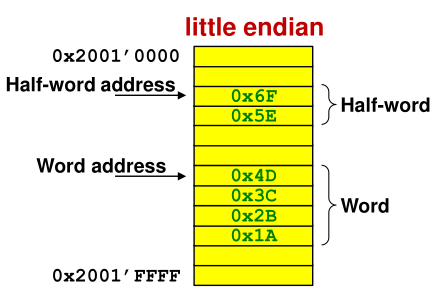 little endian
0x2001'0000
Half-word address
0x6F
0x5E
Half-word
Word address
0x4D
0x3C
0x2B
0x1A
Word
0x2001'FFFF